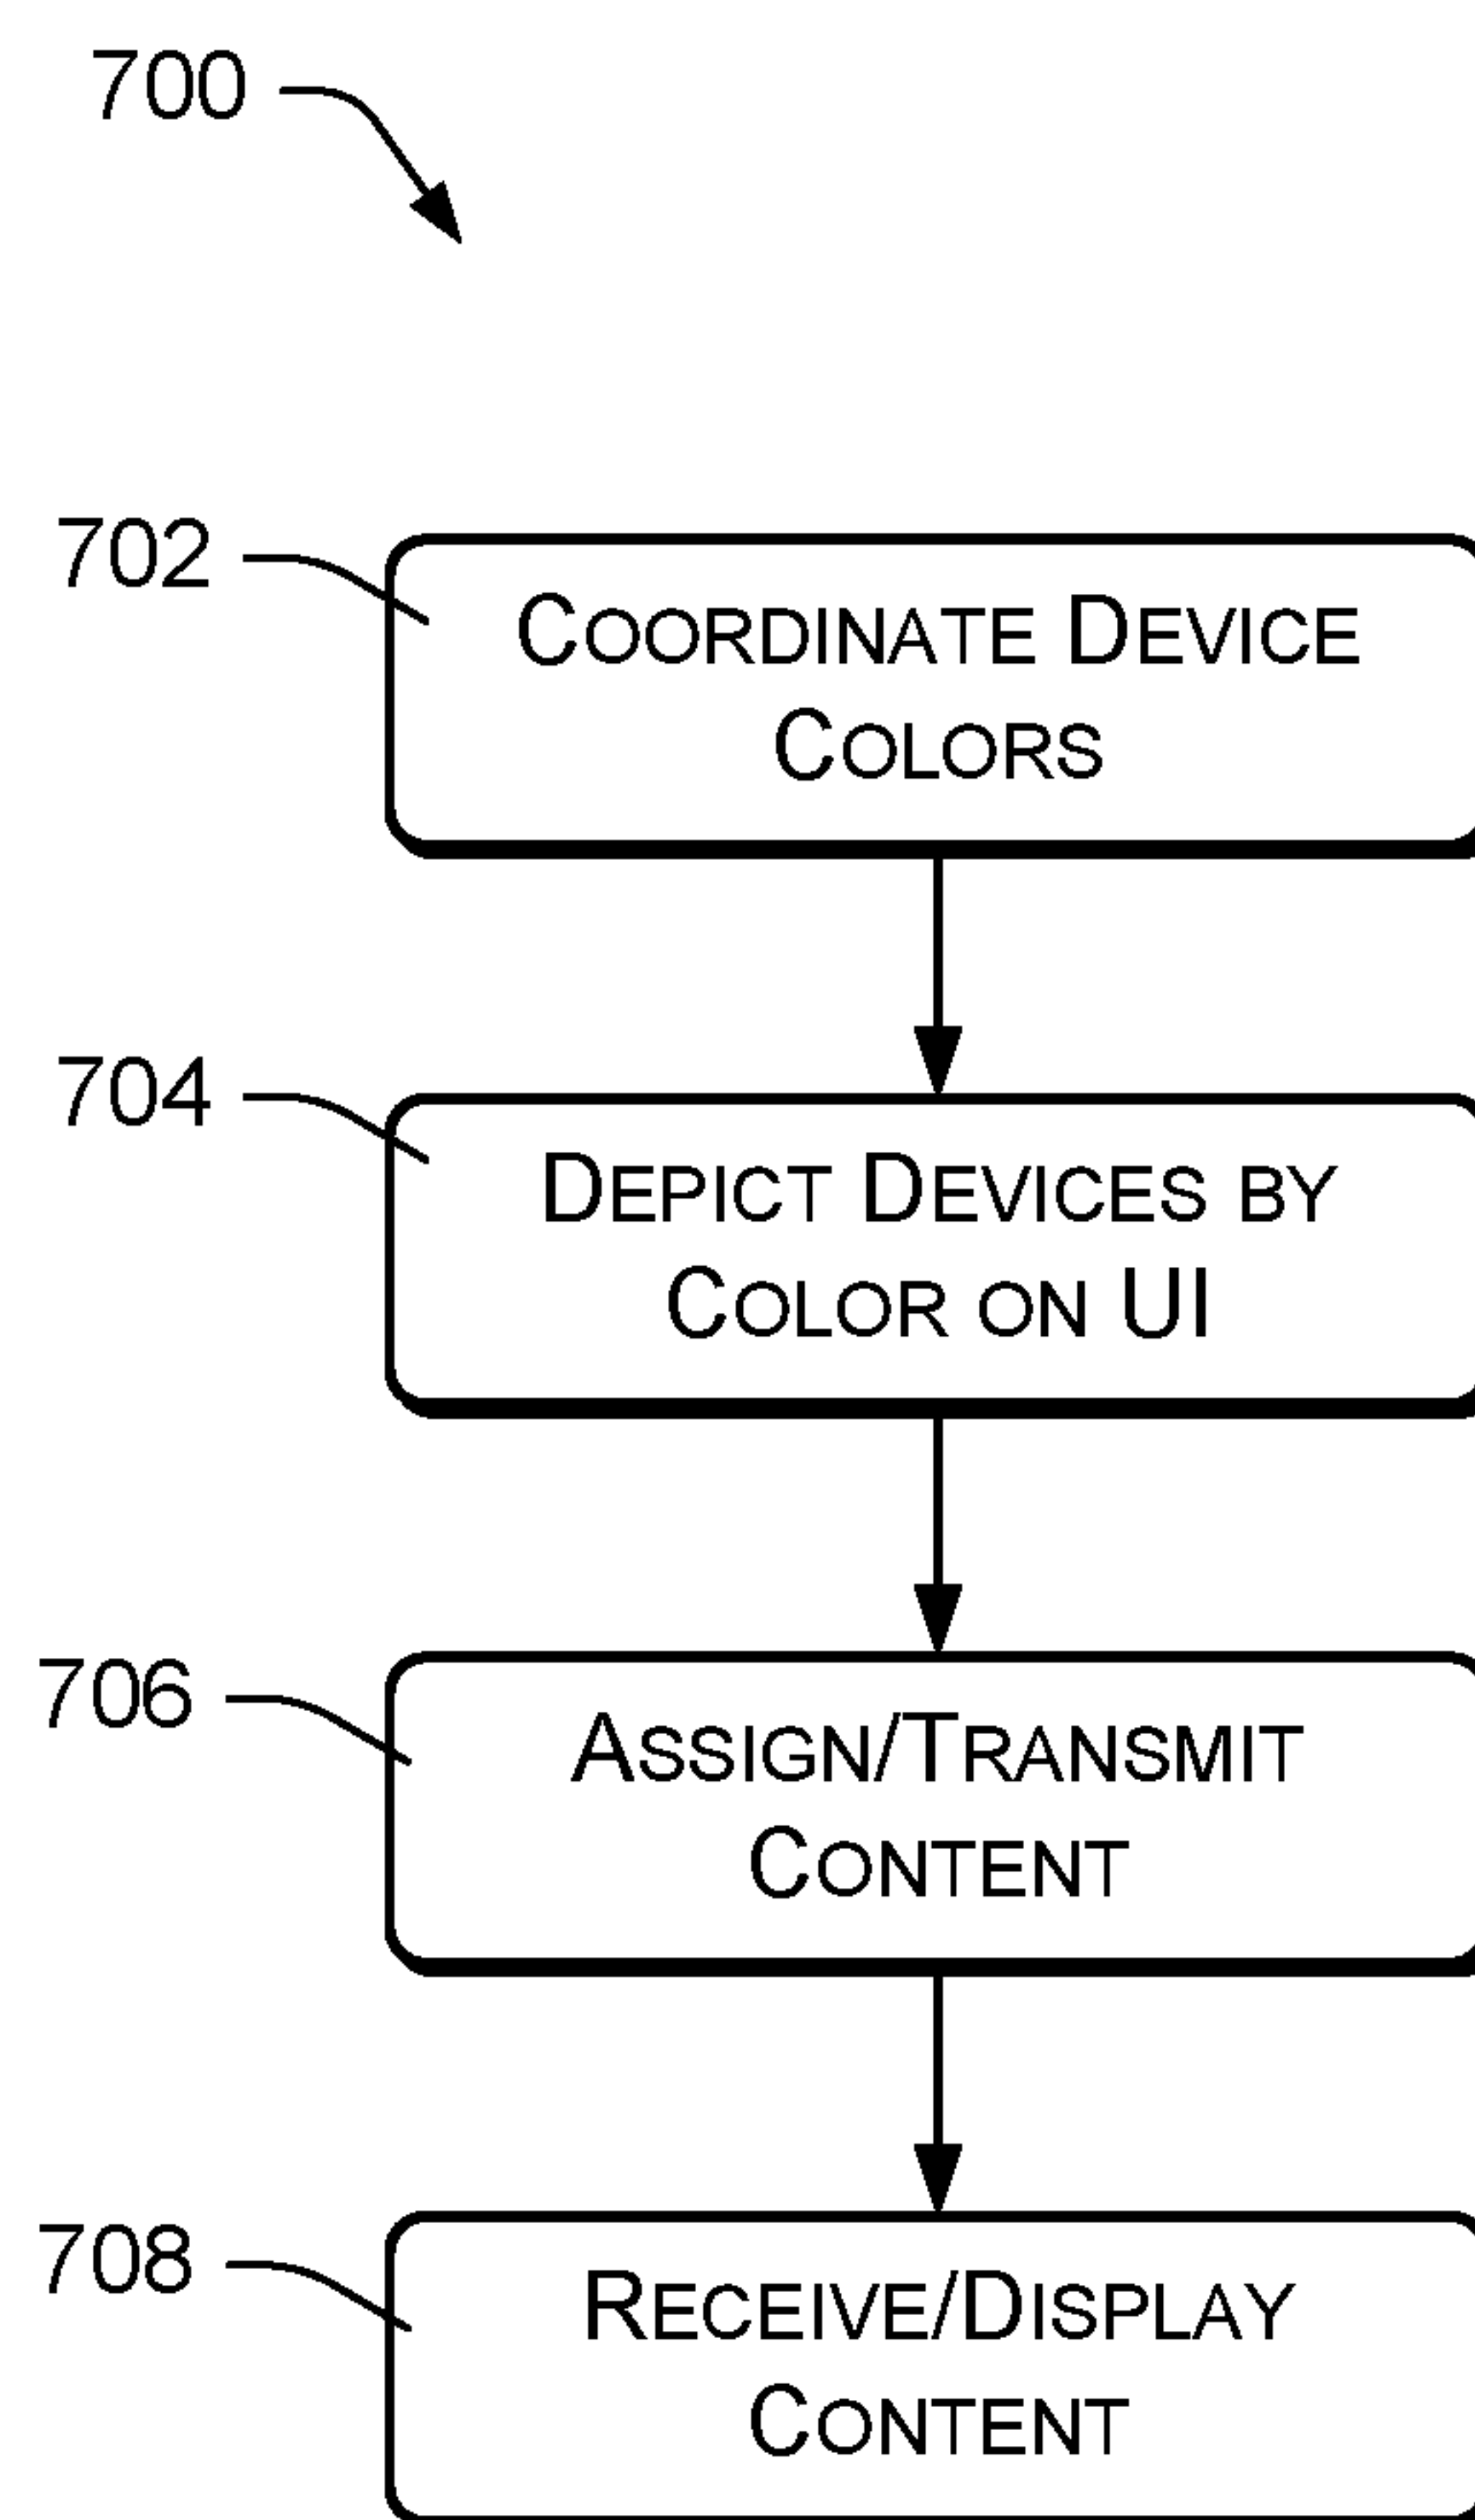 700
702
COORDINATE DEVICE
COLORS
704
DEPICT DEVICES BY
COLOR ON UI
706
ASSIGN/TRANSMIT
CONTENT
708
RECEIVE/DISPLAY
CONTENT